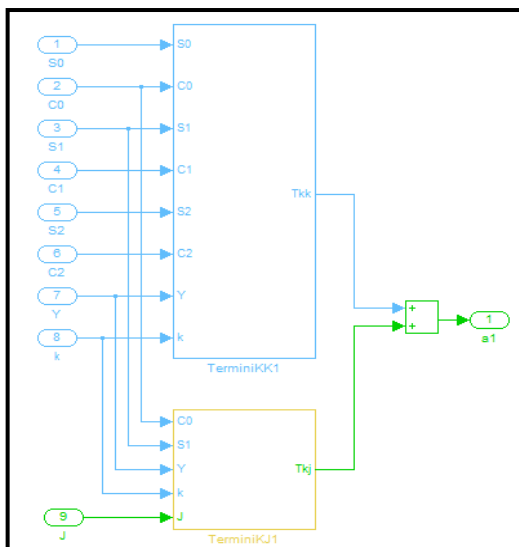 1
S0
2
C0
3
S1
4
C1
5
S2
6
C2
7
Y
8
k
S0
C0
S1
C1
S2
C2
Y
k
Tkk
TerminiKK1
C0
S1
Y
k
J
Tkj
TerminiKJ1
9
J
+
+
1
a1